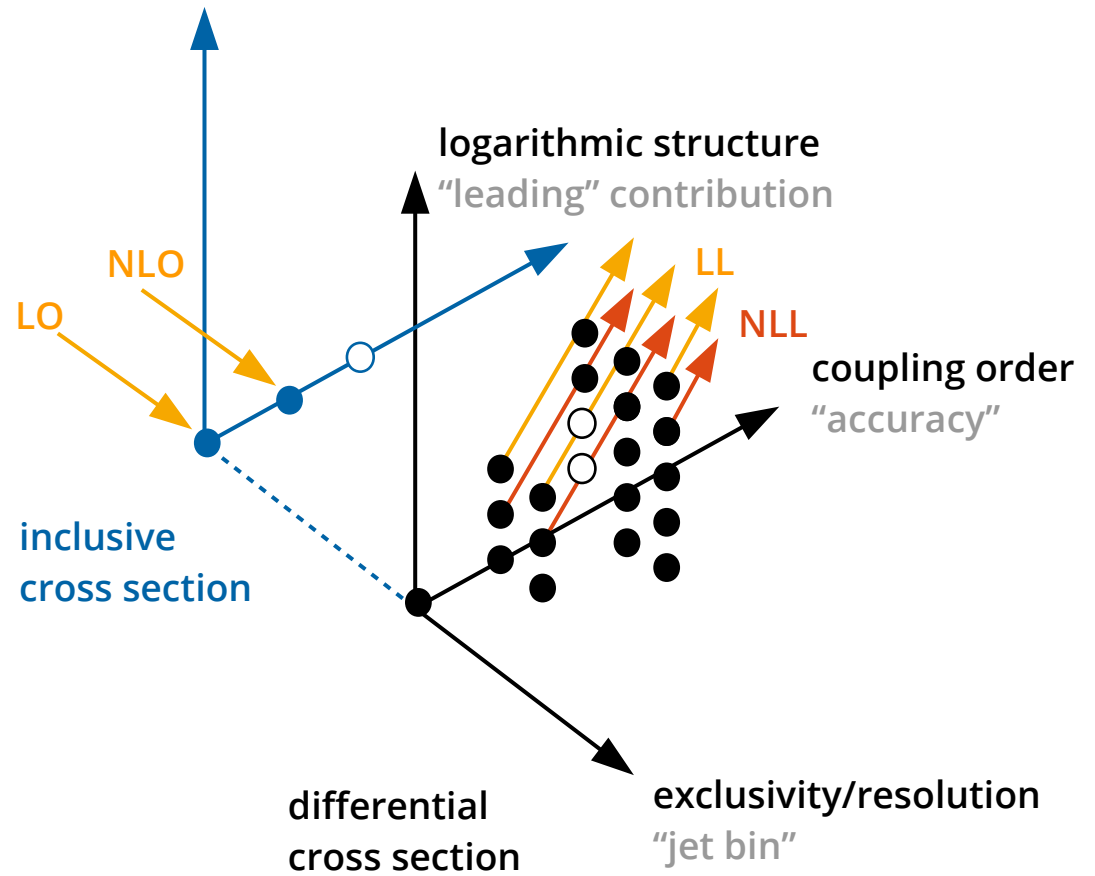 logarithmic structure
“leading” contribution
NLO
LL
LO
NLL
coupling order
“accuracy”
inclusive
cross section
differential
cross section
exclusivity/resolution
“jet bin”